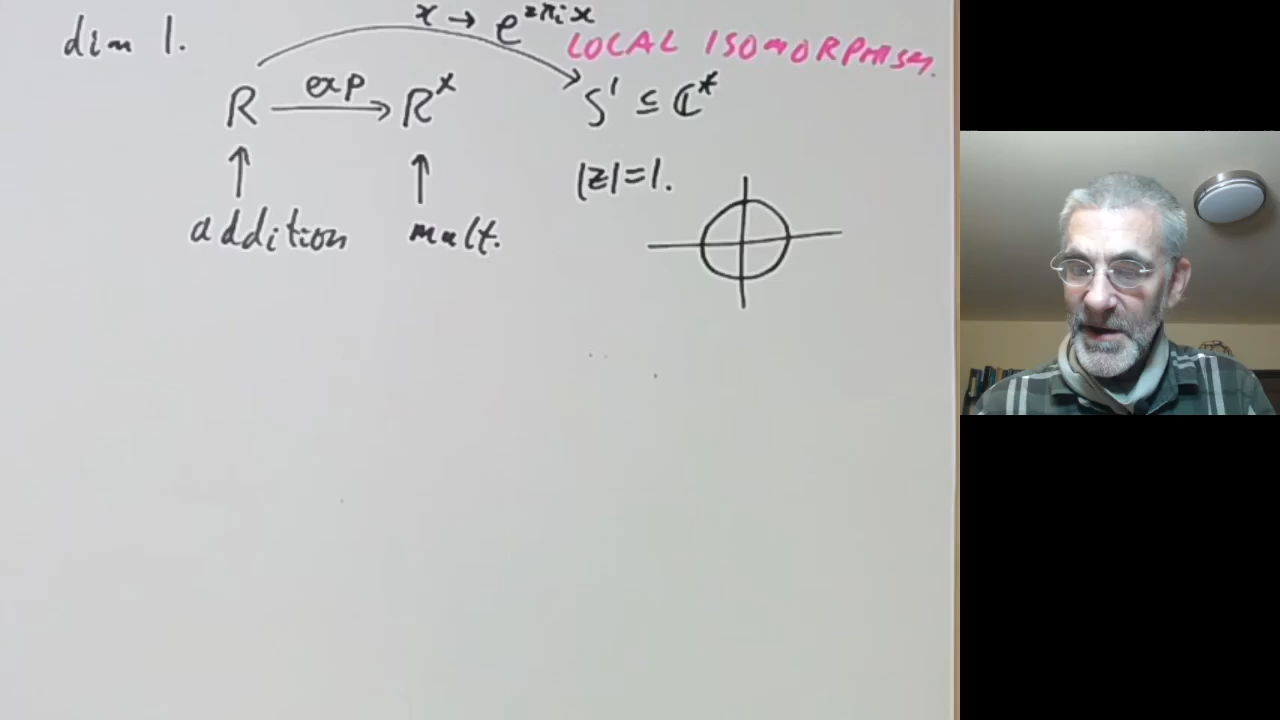 dim 1.
x → e^{2πix}
LOCAL ISOMORPHISM.
R exp R^x S^1 ⊆ C^*
↑ ↑ |z|=1.
addition mult.